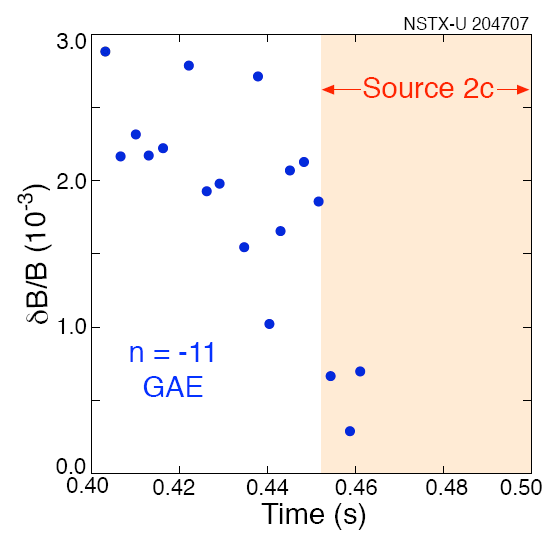 NSTX-U 204707
3.0
Source 2c
2.0
δB/B (10⁻³)
1.0
n = -11
GAE
0.0
0.40 0.42 0.44 0.46 0.48 0.50
Time (s)